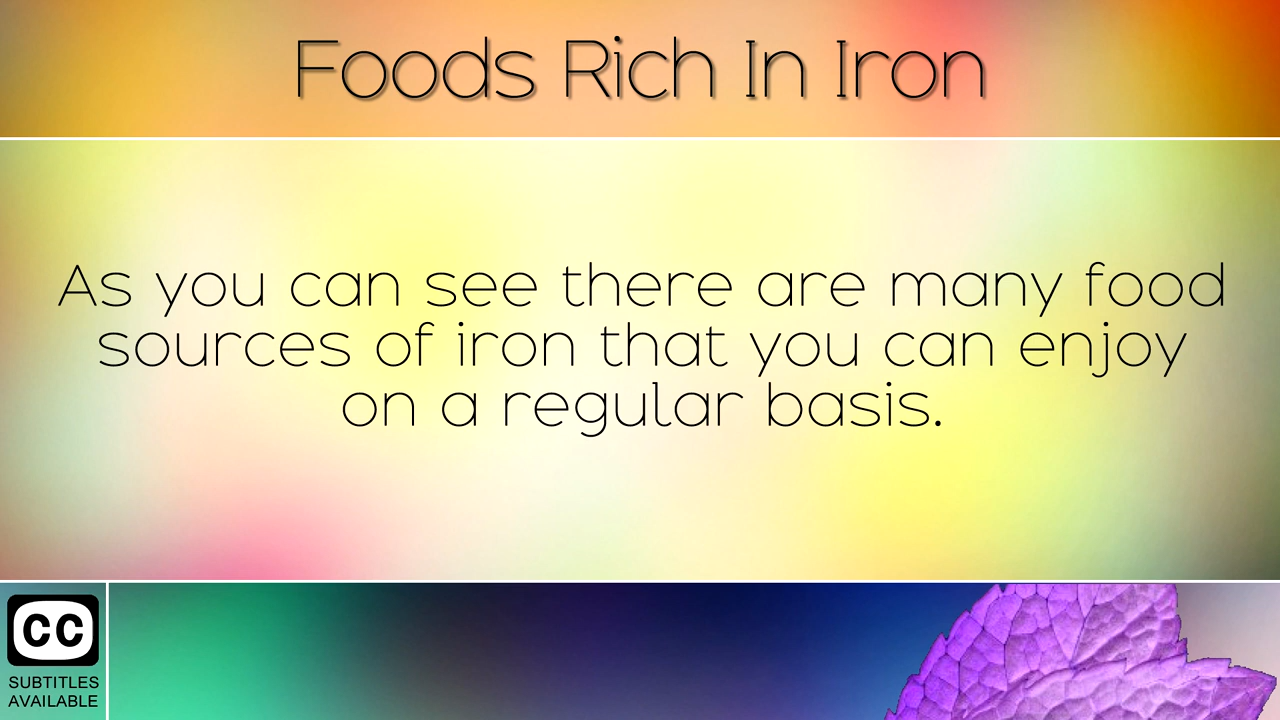 Foods Rich In Iron
As you can see there are many food
sources of iron that you can enjoy
on a regular basis.
CC
SUBTITLES
AVAILABLE